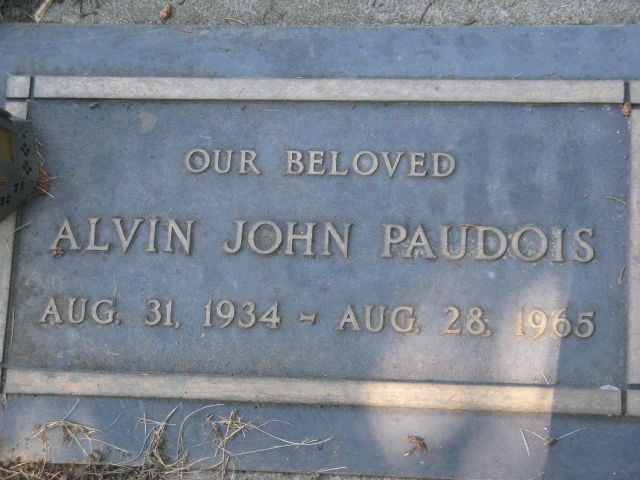 OUR BELOVED
ALVIN JOHN PAUDOIS
AUG. 31, 1934 - AUG. 28, 1965